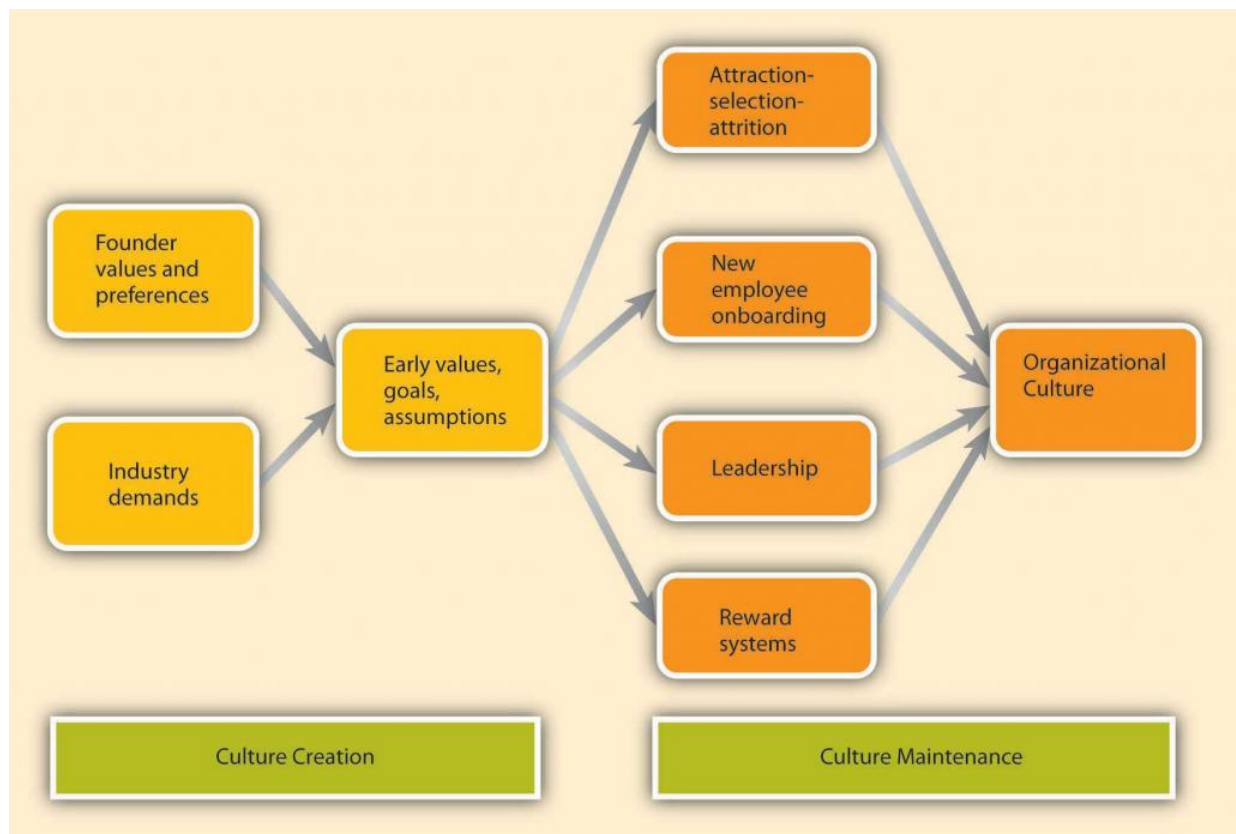 Founder
values and
preferences
Industry
demands
Early values,
goals,
assumptions
Attraction-
selection-
attrition
New
employee
onboarding
Leadership
Reward
systems
Organizational
Culture
Culture Creation
Culture Maintenance